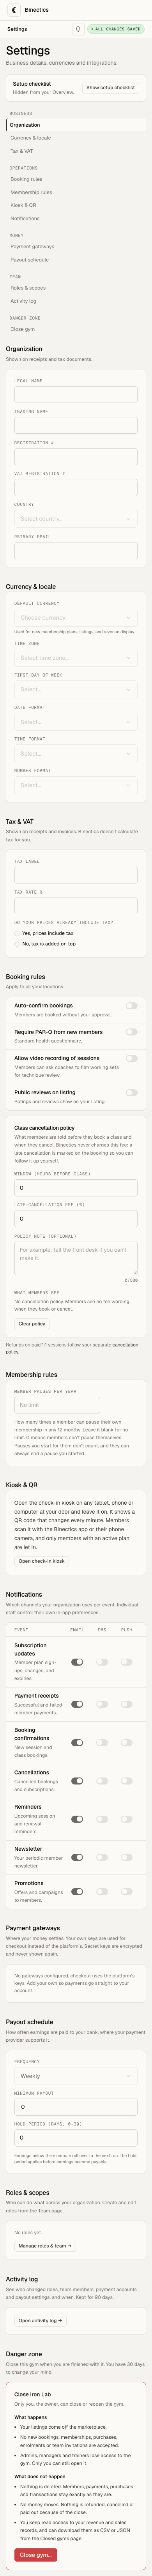 Binectics
Settings
ALL CHANGES SAVED
Settings
Business details, currencies and integrations.
Setup checklist
Hidden from your Overview.
Show setup checklist
BUSINESS
Organization
Currency & locale
Tax & VAT
OPERATIONS
Booking rules
Membership rules
Kiosk & QR
Notifications
MONEY
Payment gateways
Payout schedule
TEAM
Roles & scopes
Activity log
DANGER ZONE
Close gym
Organization
Shown on receipts and tax documents.
LEGAL NAME
TRADING NAME
REGISTRATION #
VAT REGISTRATION #
COUNTRY
Select country...
PRIMARY EMAIL
Currency & locale
DEFAULT CURRENCY
Choose currency
Used for new membership plans, listings, and revenue display.
TIME ZONE
Select time zone...
FIRST DAY OF WEEK
Select...
DATE FORMAT
Select...
TIME FORMAT
Select...
NUMBER FORMAT
Select...
Tax & VAT
Shown on receipts and invoices. Binectics doesn't calculate
tax for you.
TAX LABEL
TAX RATE %
DO YOUR PRICES ALREADY INCLUDE TAX?
Yes, prices include tax
No, tax is added on top
Booking rules
Apply to all your locations.
Auto-confirm bookings
Members are booked without your approval.
Require PAR-Q from new members
Standard health questionnaire.
Allow video recording of sessions
Members can ask coaches to film working sets
for technique review.
Public reviews on listing
Ratings and reviews show on your listing.
Class cancellation policy
What members are told before they book a class and
when they cancel. Binectics never charges this fee: a
late cancellation is marked on the booking so you can
follow it up yourself.
WINDOW (HOURS BEFORE CLASS)
0
LATE-CANCELLATION FEE (%)
0
POLICY NOTE (OPTIONAL)
For example: tell the front desk if you can't
make it.
0/500
WHAT MEMBERS SEE
No cancellation policy. Members see no fee wording
when they book or cancel.
Clear policy
Refunds on paid 1:1 sessions follow your separate cancellation
policy.
Membership rules
MEMBER PAUSES PER YEAR
No limit
How many times a member can pause their own
membership in any 12 months. Leave it blank for no
limit. 0 means members can't pause themselves.
Pauses you start for them don't count, and they can
always end a pause you started.
Kiosk & QR
Open the check-in kiosk on any tablet, phone or
computer at your door and leave it on. It shows a
QR code that changes every minute. Members
scan it with the Binectics app or their phone
camera, and only members with an active plan
are let in.
Open check-in kiosk
Notifications
Which channels your organization uses per event. Individual
staff control their own in-app preferences.
EVENT EMAIL SMS PUSH
Subscription
updates
Member plan sign-
ups, changes, and
expiries.
Payment receipts
Successful and failed
member payments.
Booking
confirmations
New session and
class bookings.
Cancellations
Cancelled bookings
and subscriptions.
Reminders
Upcoming session
and renewal
reminders.
Newsletter
Your periodic member
newsletter.
Promotions
Offers and campaigns
to members.
Payment gateways
Where your money settles. Your own keys are used for
checkout instead of the platform's. Secret keys are encrypted
and never shown again.
No gateways configured, checkout uses the platform's
keys. Add your own so payments go straight to your
account.
Payout schedule
How often earnings are paid to your bank, where your payment
provider supports it.
FREQUENCY
Weekly
MINIMUM PAYOUT
0
HOLD PERIOD (DAYS, 0-30)
0
Earnings below the minimum roll over to the next run. The hold
period applies before earnings become payable.
Roles & scopes
Who can do what across your organization. Create and edit
roles from the Team page.
No roles yet.
Manage roles & team →
Activity log
See who changed roles, team members, payment accounts
and payout settings, and when. Kept for 90 days.
Open activity log →
Danger zone
Close this gym when you are finished with it. You have 30 days
to change your mind.
Close Iron Lab
Only you, the owner, can close or reopen the gym.
What happens
• Your listings come off the marketplace.
• No new bookings, memberships, purchases,
enrolments or team invitations are accepted.
• Admins, managers and trainers lose access to the
gym. Only you can still open it.
What does not happen
• Nothing is deleted. Members, payments, purchases
and transactions stay exactly as they are.
• No money moves. Nothing is refunded, cancelled or
paid out because of the close.
• You keep read access to your revenue and sales
records, and can download them as CSV or JSON
from the Closed gyms page.
Close gym...